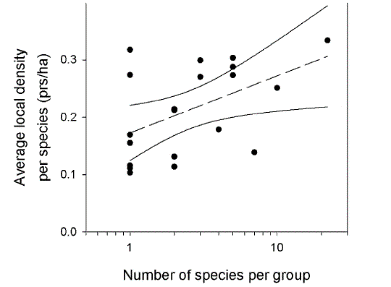 Average local density
per species (prs/ha)
0.3
0.2
0.1
0.0
1
10
Number of species per group